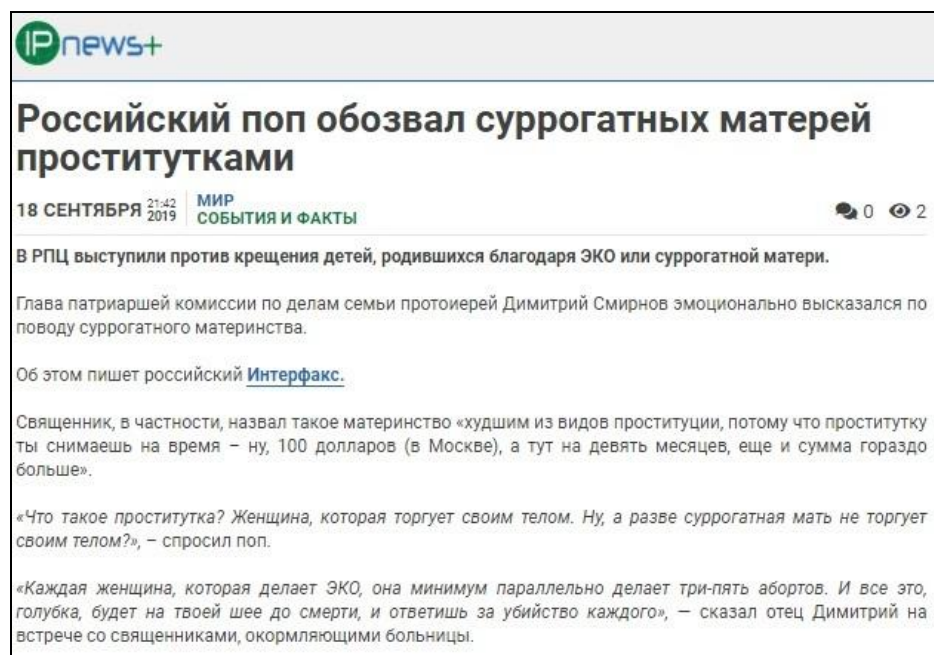 IPnews+
Российский поп обозвал суррогатных матерей
проститутками
18 СЕНТЯБРЯ 21:42 2019 МИР
СОБЫТИЯ И ФАКТЫ
0 2
В РПЦ выступили против крещения детей, родившихся благодаря ЭКО или суррогатной матери.
Глава патриаршей комиссии по делам семьи протоиерей Димитрий Смирнов эмоционально высказался по
поводу суррогатного материнства.
Об этом пишет российский Интерфакс.
Священник, в частности, назвал такое материнство «худшим из видов проституции, потому что проститутку
ты снимаешь на время – ну, 100 долларов (в Москве), а тут на девять месяцев, еще и сумма гораздо
больше».
«Что такое проститутка? Женщина, которая торгует своим телом. Ну, а разве суррогатная мать не торгует
своим телом?», – спросил поп.
«Каждая женщина, которая делает ЭКО, она минимум параллельно делает три-пять абортов. И все это,
голубка, будет на твоей шее до смерти, и ответишь за убийство каждого», — сказал отец Димитрий на
встрече со священниками, окормляющими больницы.